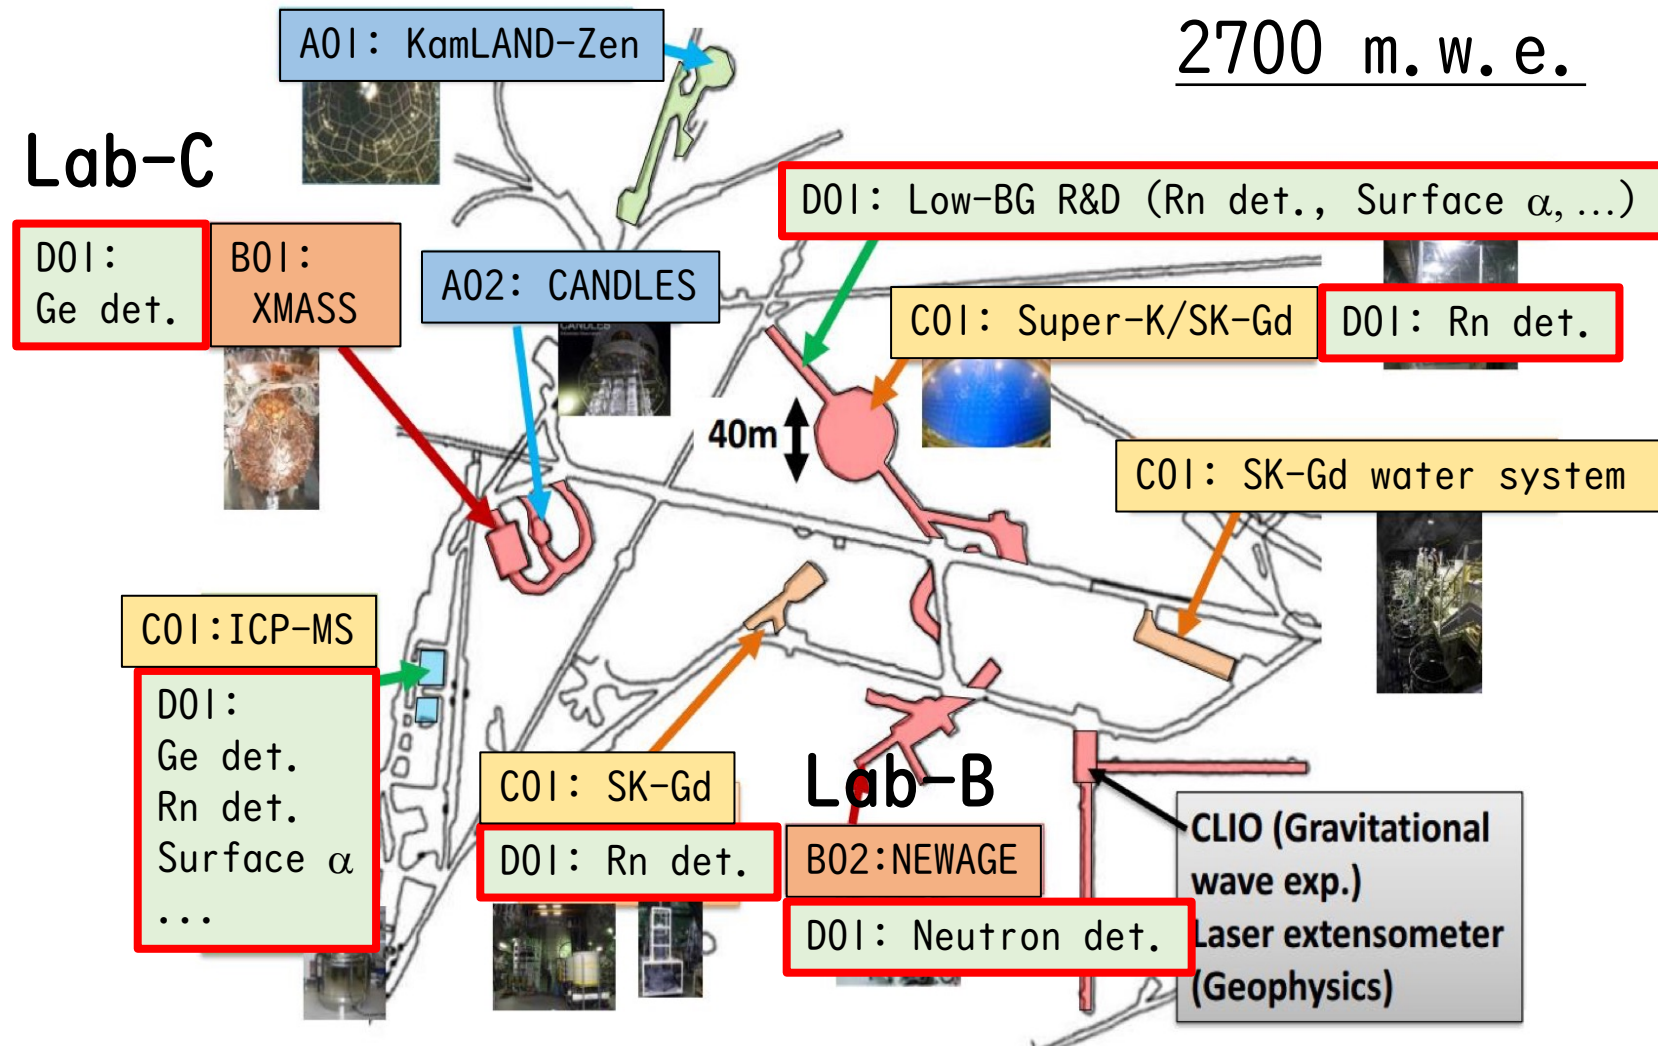 A01: KamLAND-Zen
2700 m.w.e.
Lab-C
D01: Low-BG R&D (Rn det., Surface α, ...)
D01:
Ge det.
B01:
XMASS
A02: CANDLES
CANDLES
C01: Super-K/SK-Gd
D01: Rn det.
40m
C01: SK-Gd water system
C01:ICP-MS
D01:
Ge det.
Rn det.
Surface α
...
C01: SK-Gd
D01: Rn det.
Lab-B
B02:NEWAGE
D01: Neutron det.
CLIO (Gravitational
wave exp.)
Laser extensometer
(Geophysics)